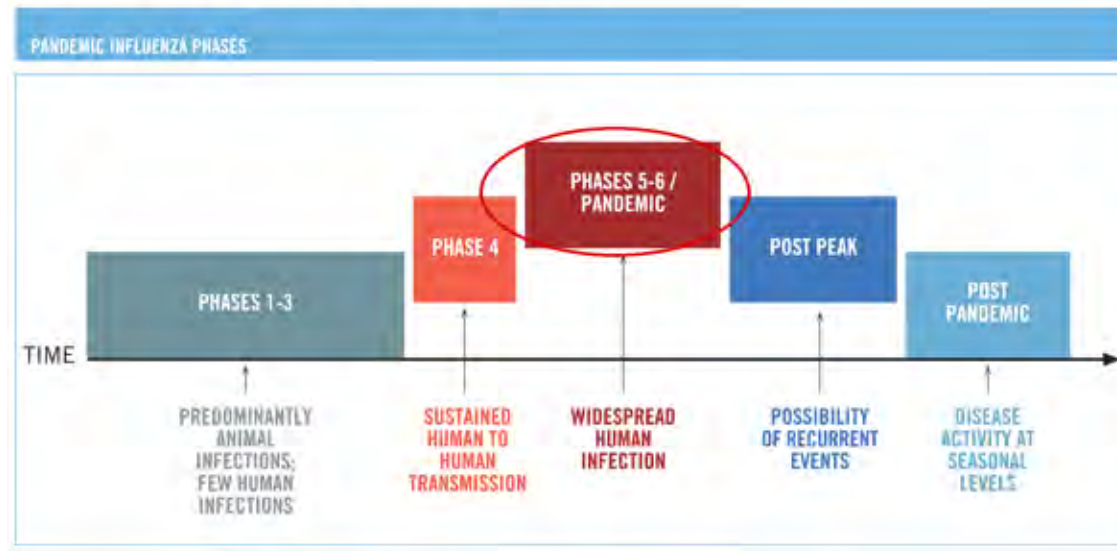 PANDEMIC INFLUENZA PHASES
PHASES 5-6 /
PANDEMIC
PHASE 4
POST PEAK
PHASES 1-3
POST
PANDEMIC
TIME
PREDOMINANTLY
ANIMAL
INFECTIONS;
FEW HUMAN
INFECTIONS
SUSTAINED
HUMAN TO
HUMAN
TRANSMISSION
WIDESPREAD
HUMAN
INFECTION
POSSIBILITY
OF RECURRENT
EVENTS
DISEASE
ACTIVITY AT
SEASONAL
LEVELS